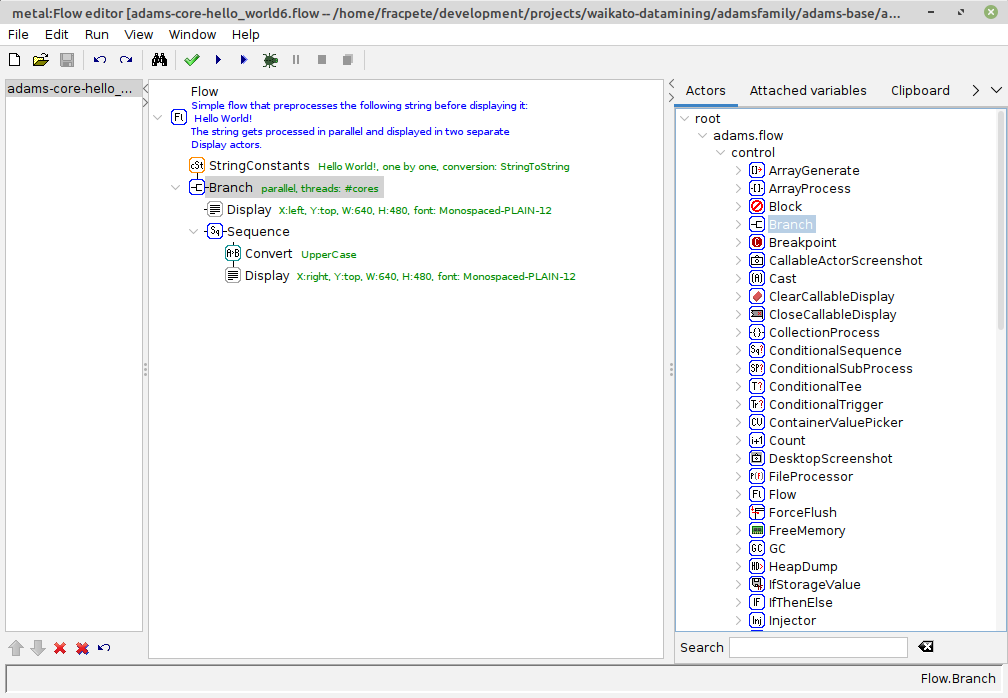 metal:Flow editor [adams-core-hello_world6.flow -- /home/fracpete/development/projects/waikato-datamining/adamsfamily/adams-base/a...
File Edit Run View Window Help
adams-core-hello_...
Flow
Simple flow that preprocesses the following string before displaying it:
Hello World!
The string gets processed in parallel and displayed in two separate
Display actors.
StringConstants Hello World!, one by one, conversion: StringToString
Branch parallel, threads: #cores
Display X:left, Y:top, W:640, H:480, font: Monospaced-PLAIN-12
Sequence
Convert UpperCase
Display X:right, Y:top, W:640, H:480, font: Monospaced-PLAIN-12
Actors Attached variables Clipboard
root
adams.flow
control
ArrayGenerate
ArrayProcess
Block
Branch
Breakpoint
CallableActorScreenshot
Cast
ClearCallableDisplay
CloseCallableDisplay
CollectionProcess
ConditionalSequence
ConditionalSubProcess
ConditionalTee
ConditionalTrigger
ContainerValuePicker
Count
DesktopScreenshot
FileProcessor
Flow
ForceFlush
FreeMemory
GC
HeapDump
IfStorageValue
IfThenElse
Injector
Search
Flow.Branch